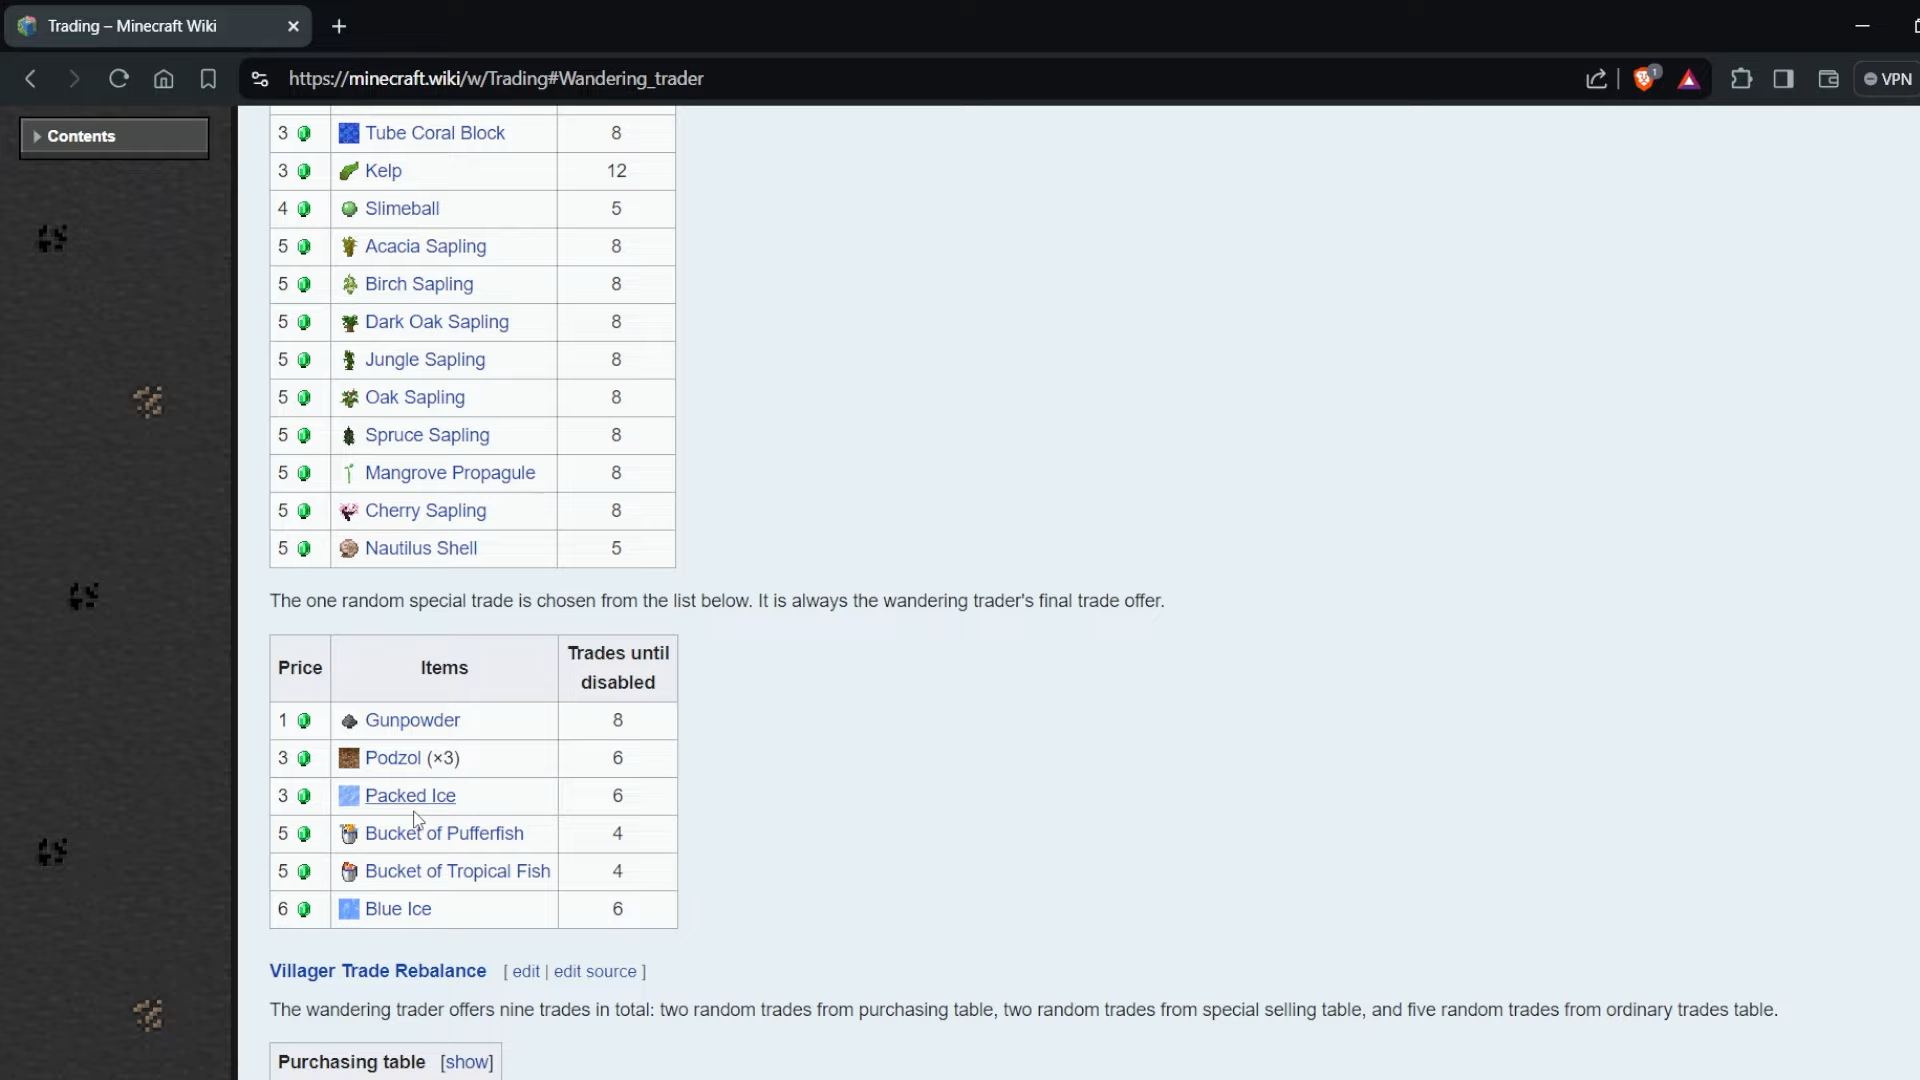 Trading – Minecraft Wiki
https://minecraft.wiki/w/Trading#Wandering_trader
1
VPN
Contents
3 Tube Coral Block 8
3 Kelp 12
4 Slimeball 5
5 Acacia Sapling 8
5 Birch Sapling 8
5 Dark Oak Sapling 8
5 Jungle Sapling 8
5 Oak Sapling 8
5 Spruce Sapling 8
5 Mangrove Propagule 8
5 Cherry Sapling 8
5 Nautilus Shell 5
The one random special trade is chosen from the list below. It is always the wandering trader's final trade offer.
Price Items Trades until
disabled
1 Gunpowder 8
3 Podzol (×3) 6
3 Packed Ice 6
5 Bucket of Pufferfish 4
5 Bucket of Tropical Fish 4
6 Blue Ice 6
Villager Trade Rebalance [ edit | edit source ]
The wandering trader offers nine trades in total: two random trades from purchasing table, two random trades from special selling table, and five random trades from ordinary trades table.
Purchasing table [show]